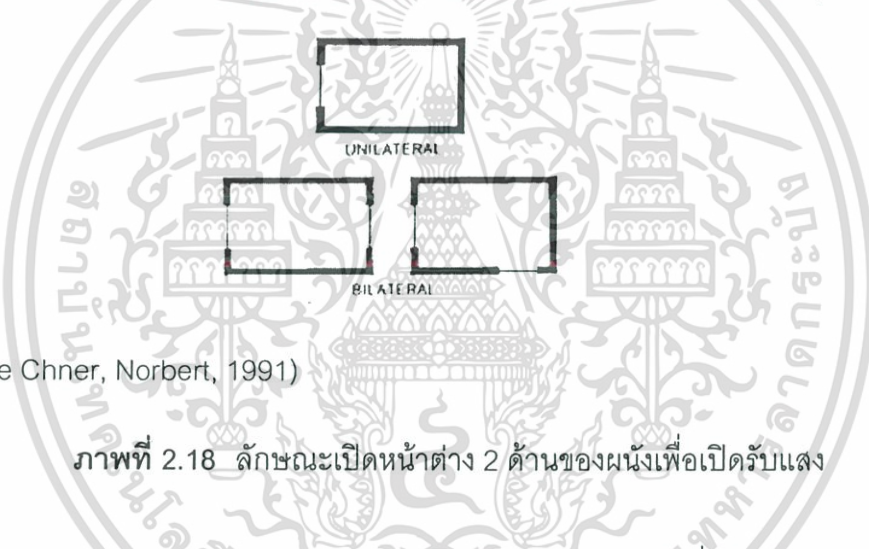 UNILATERAL
BILATERAL
e Chner, Norbert, 1991)
ภาพที่ 2.18 ลักษณะเปิดหน้าต่าง 2 ด้านของผนังเพื่อเปิดรับแสง